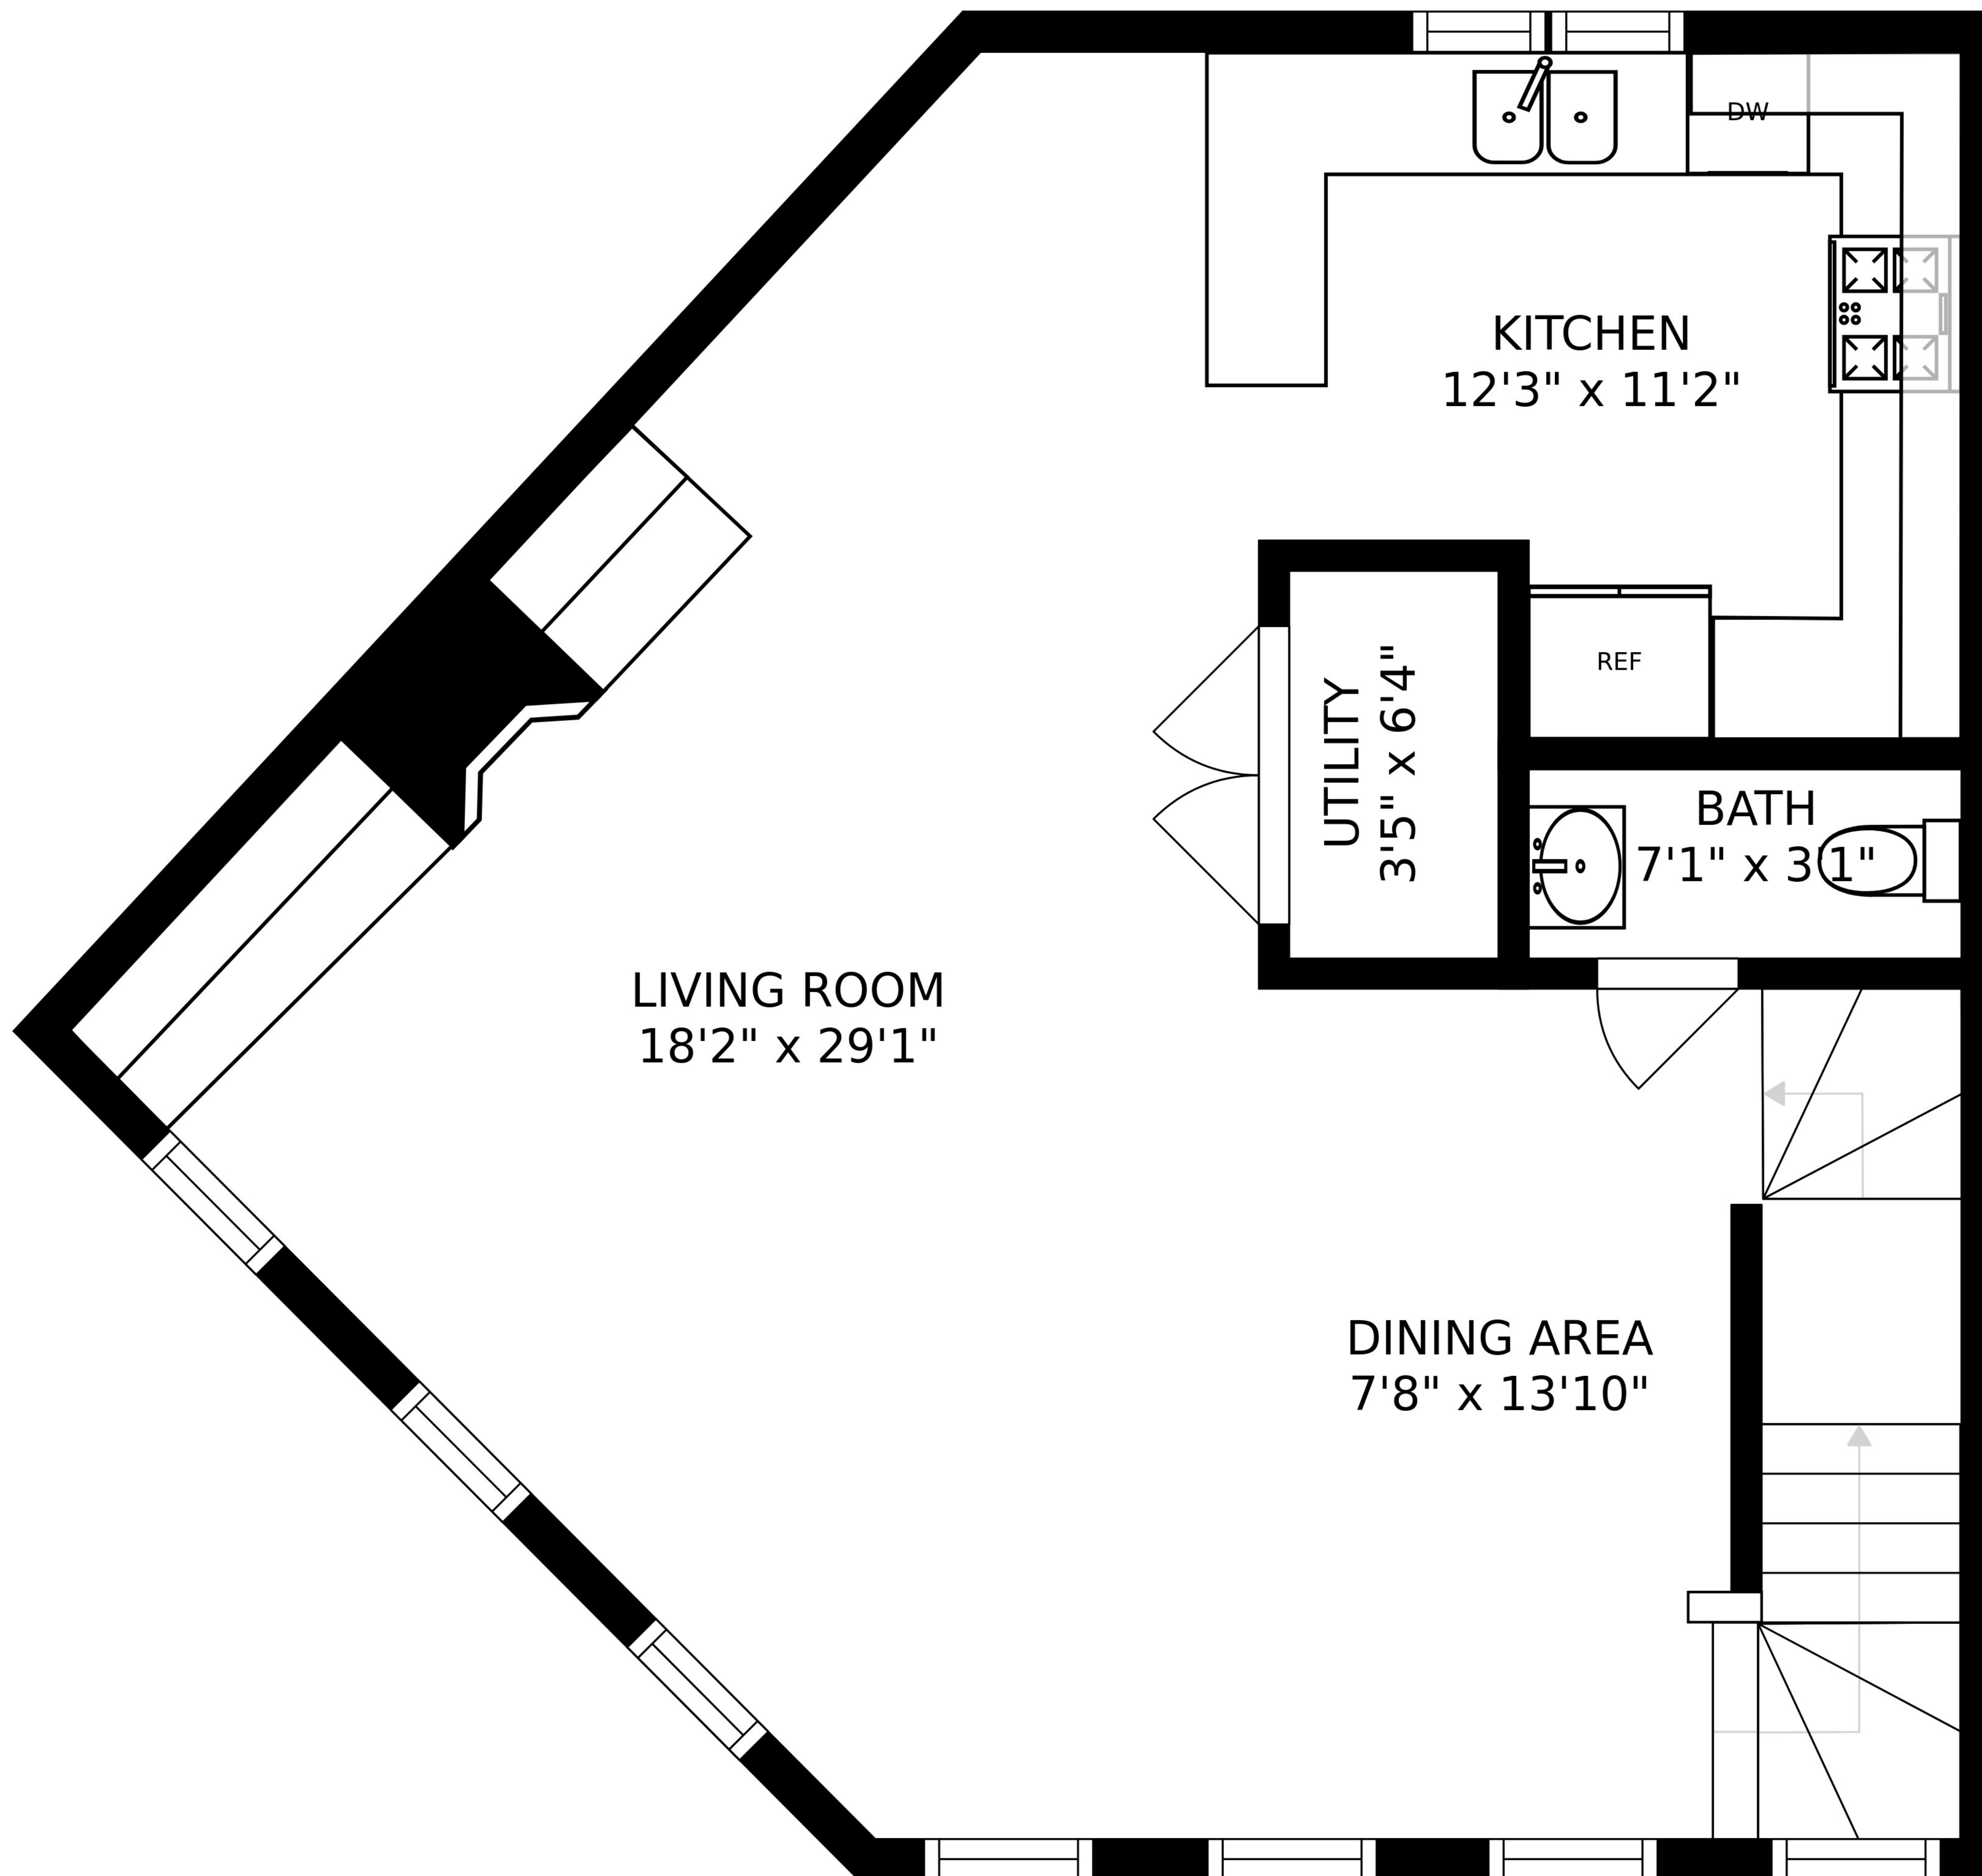 DW
KITCHEN
12'3" x 11'2"
REF
UTILITY
3'5" x 6'4"
BATH
7'1" x 3'1"
LIVING ROOM
18'2" x 29'1"
DINING AREA
7'8" x 13'10"